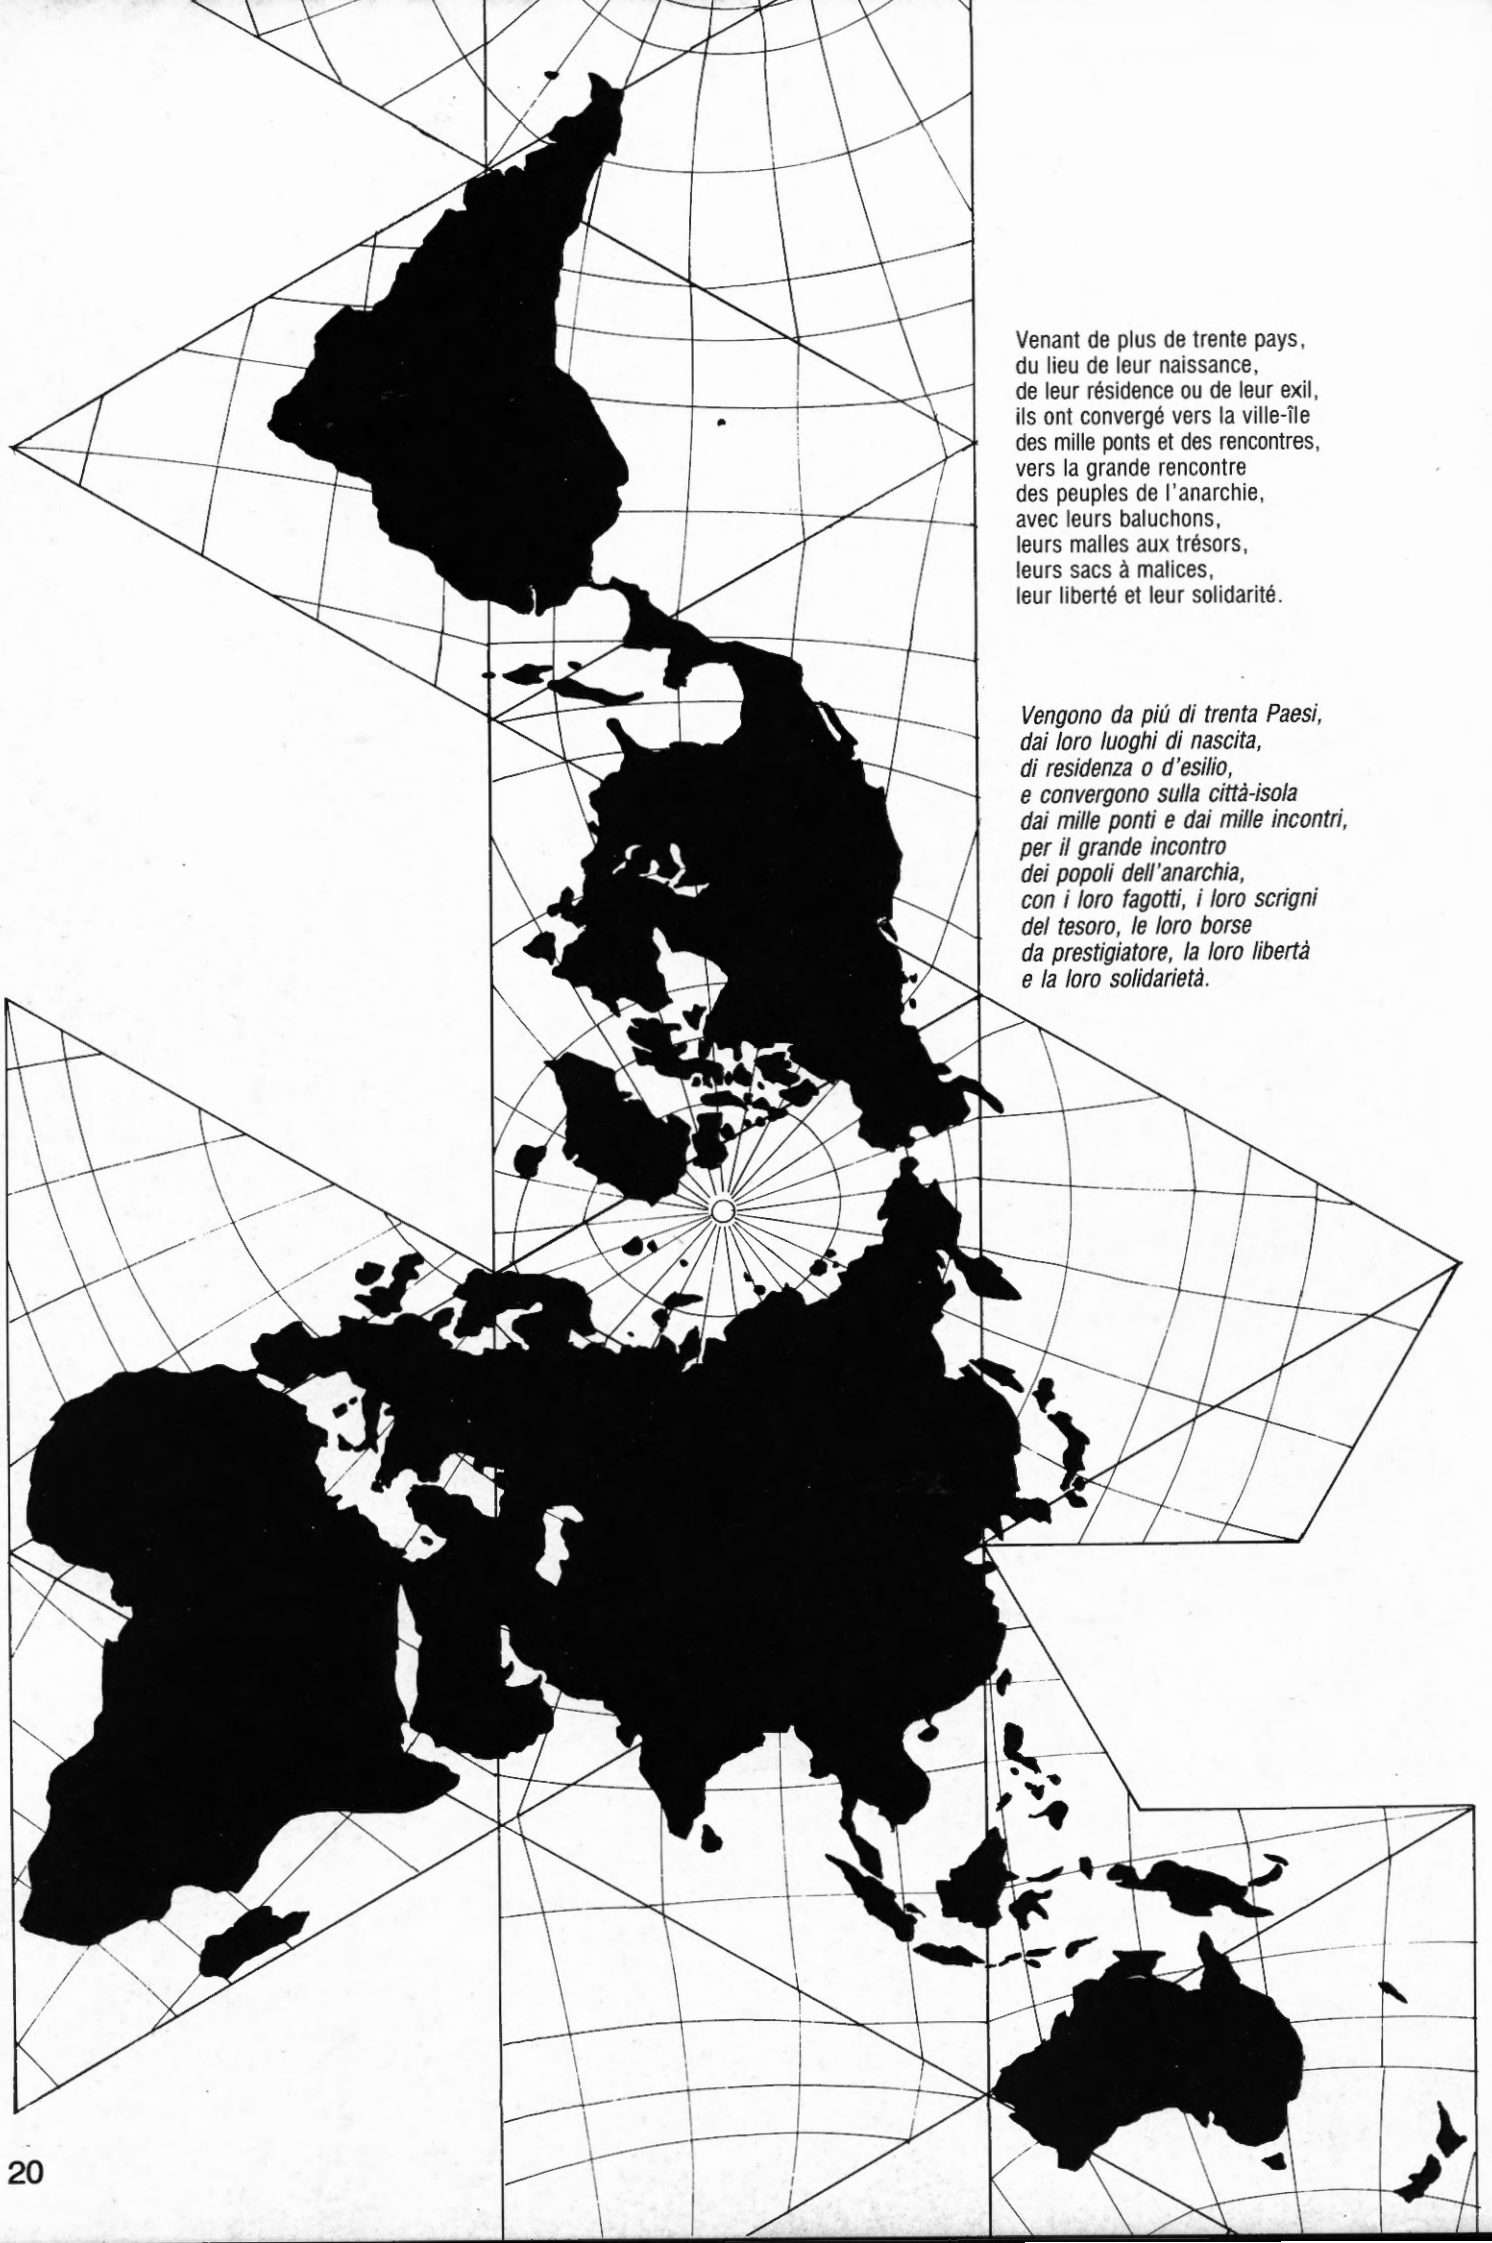 Venant de plus de trente pays,
du lieu de leur naissance,
de leur résidence ou de leur exil,
ils ont convergé vers la ville-île
des mille ponts et des rencontres,
vers la grande rencontre
des peuples de l'anarchie,
avec leurs baluchons,
leurs malles aux trésors,
leurs sacs à malices,
leur liberté et leur solidarité.
Vengono da piú di trenta Paesi,
dai loro luoghi di nascita,
di residenza o d'esilio,
e convergono sulla città-isola
dai mille ponti e dai mille incontri,
per il grande incontro
dei popoli dell'anarchia,
con i loro fagotti, i loro scrigni
del tesoro, le loro borse
da prestigiatore, la loro libertà
e la loro solidarietà.
20